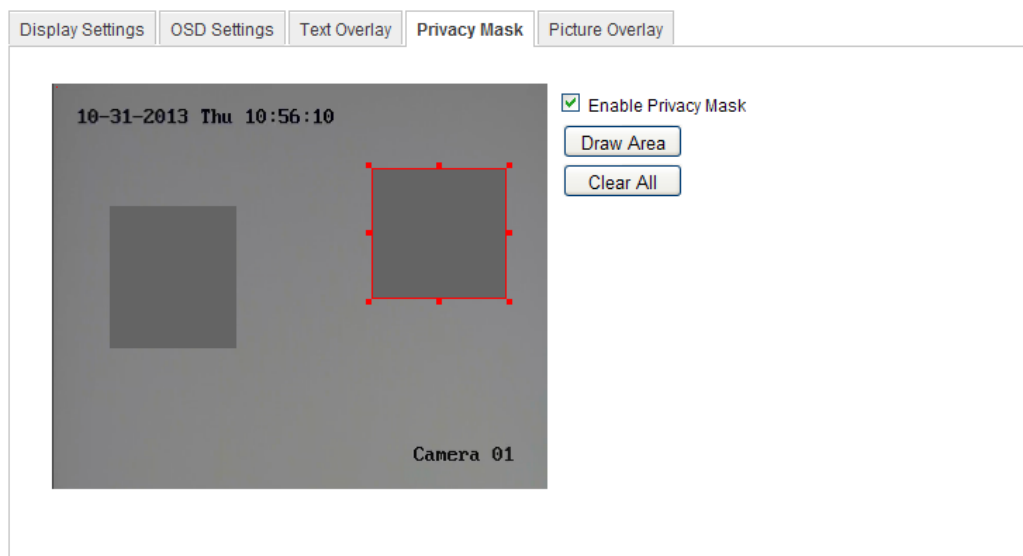 Display Settings OSD Settings Text Overlay Privacy Mask Picture Overlay
10-31-2013 Thu 10:56:10
Enable Privacy Mask
Draw Area
Clear All
Camera 01